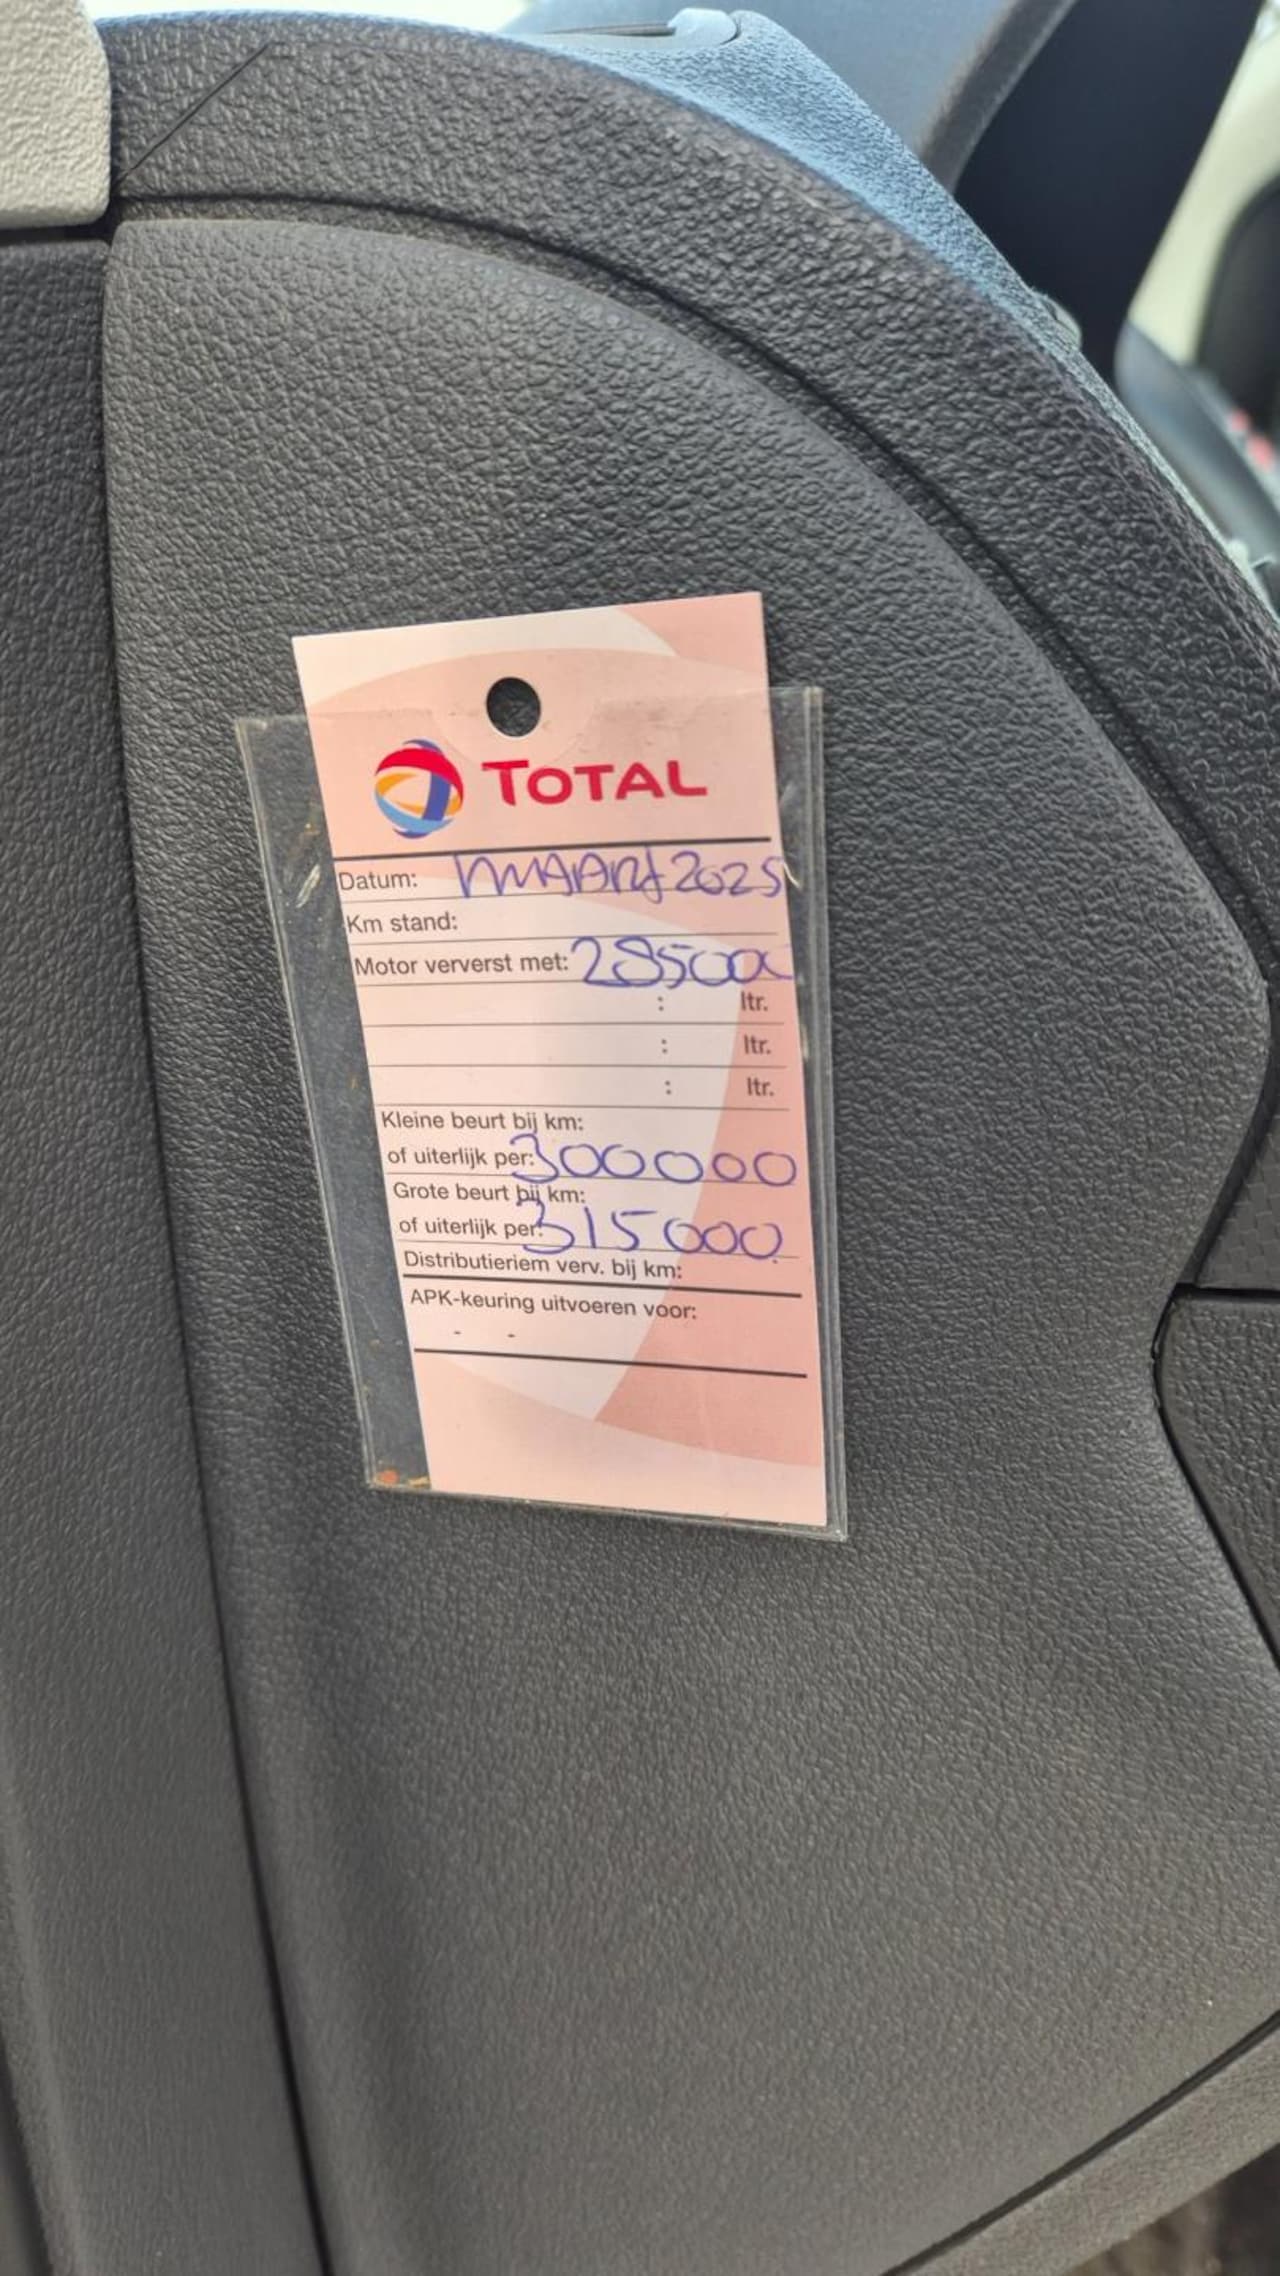 TOTAL
Datum: MAART 2025
Km stand:
Motor ververst met: 285000
: ltr.
: ltr.
: ltr.
Kleine beurt bij km:
of uiterlijk per: 300000
Grote beurt bij km:
of uiterlijk per: 315000
Distributieriem verv. bij km:
APK-keuring uitvoeren voor:
- -